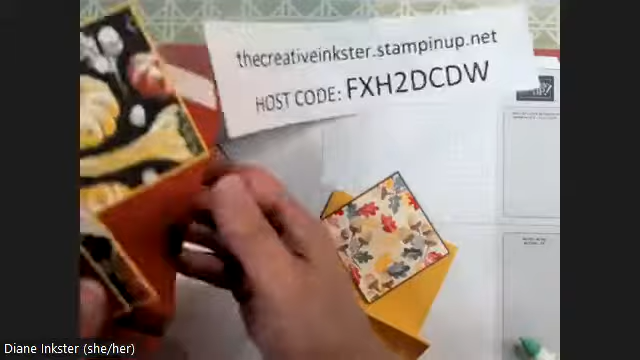 thecreativeinkster.stampinup.net
HOST CODE: FXH2DCDW
Diane Inkster (she/her)